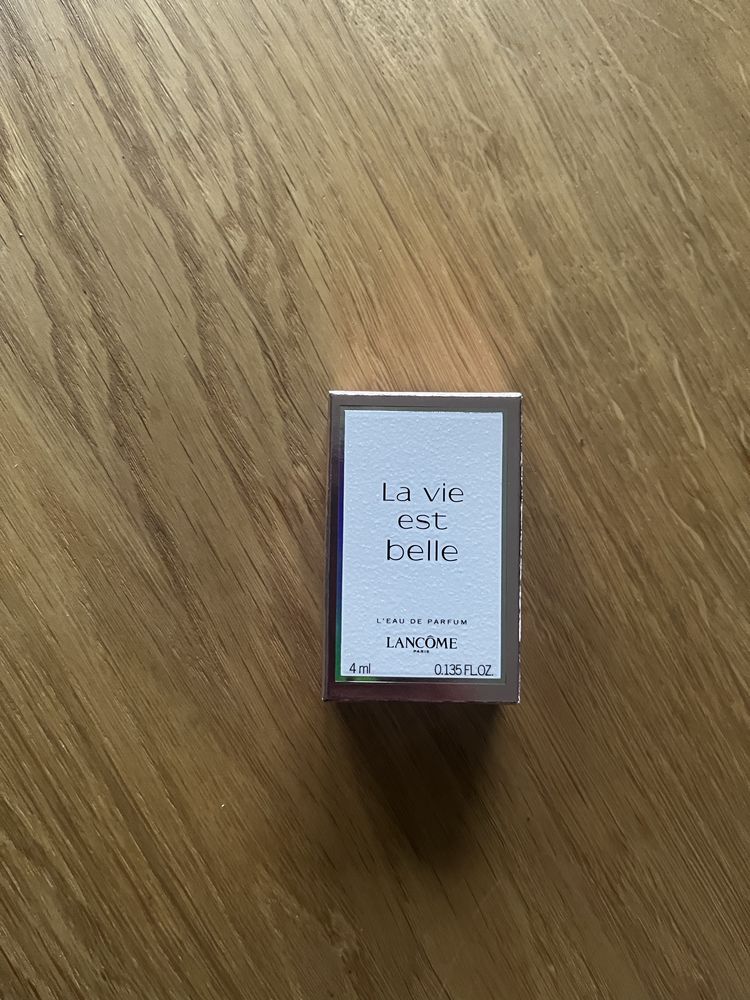 La vie
est
belle
L'EAU DE PARFUM
LANCÔME
PARIS
4 ml 0.135 FL.OZ.